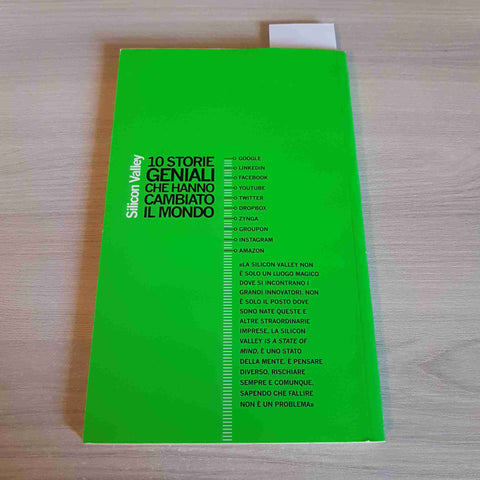 Silicon Valley
10 STORIE
GENIALI
CHE HANNO
CAMBIATO
IL MONDO
GOOGLE
LINKEDIN
FACEBOOK
YOUTUBE
TWITTER
DROPBOX
ZYNGA
GROUPON
INSTAGRAM
AMAZON
«LA SILICON VALLEY NON
È SOLO UN LUOGO MAGICO
DOVE SI INCONTRANO I
GRANDI INNOVATORI. NON
È SOLO IL POSTO DOVE
SONO NATE QUESTE E
ALTRE STRAORDINARIE
IMPRESE. LA SILICON
VALLEY IS A STATE OF
MIND, È UNO STATO
DELLA MENTE. È PENSARE
DIVERSO, RISCHIARE
SEMPRE E COMUNQUE,
SAPENDO CHE FALLIRE
NON È UN PROBLEMA»